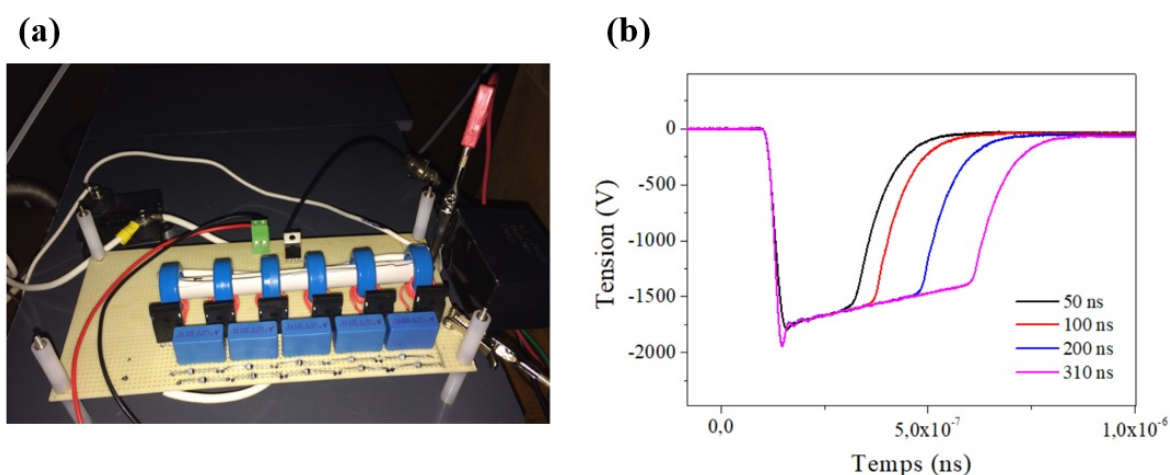 (a)
(b)
Tension (V)
0
-500
-1000
-1500
-2000
50 ns
100 ns
200 ns
310 ns
0,0
5,0x10⁻⁷
1,0x10⁻⁶
Temps (ns)